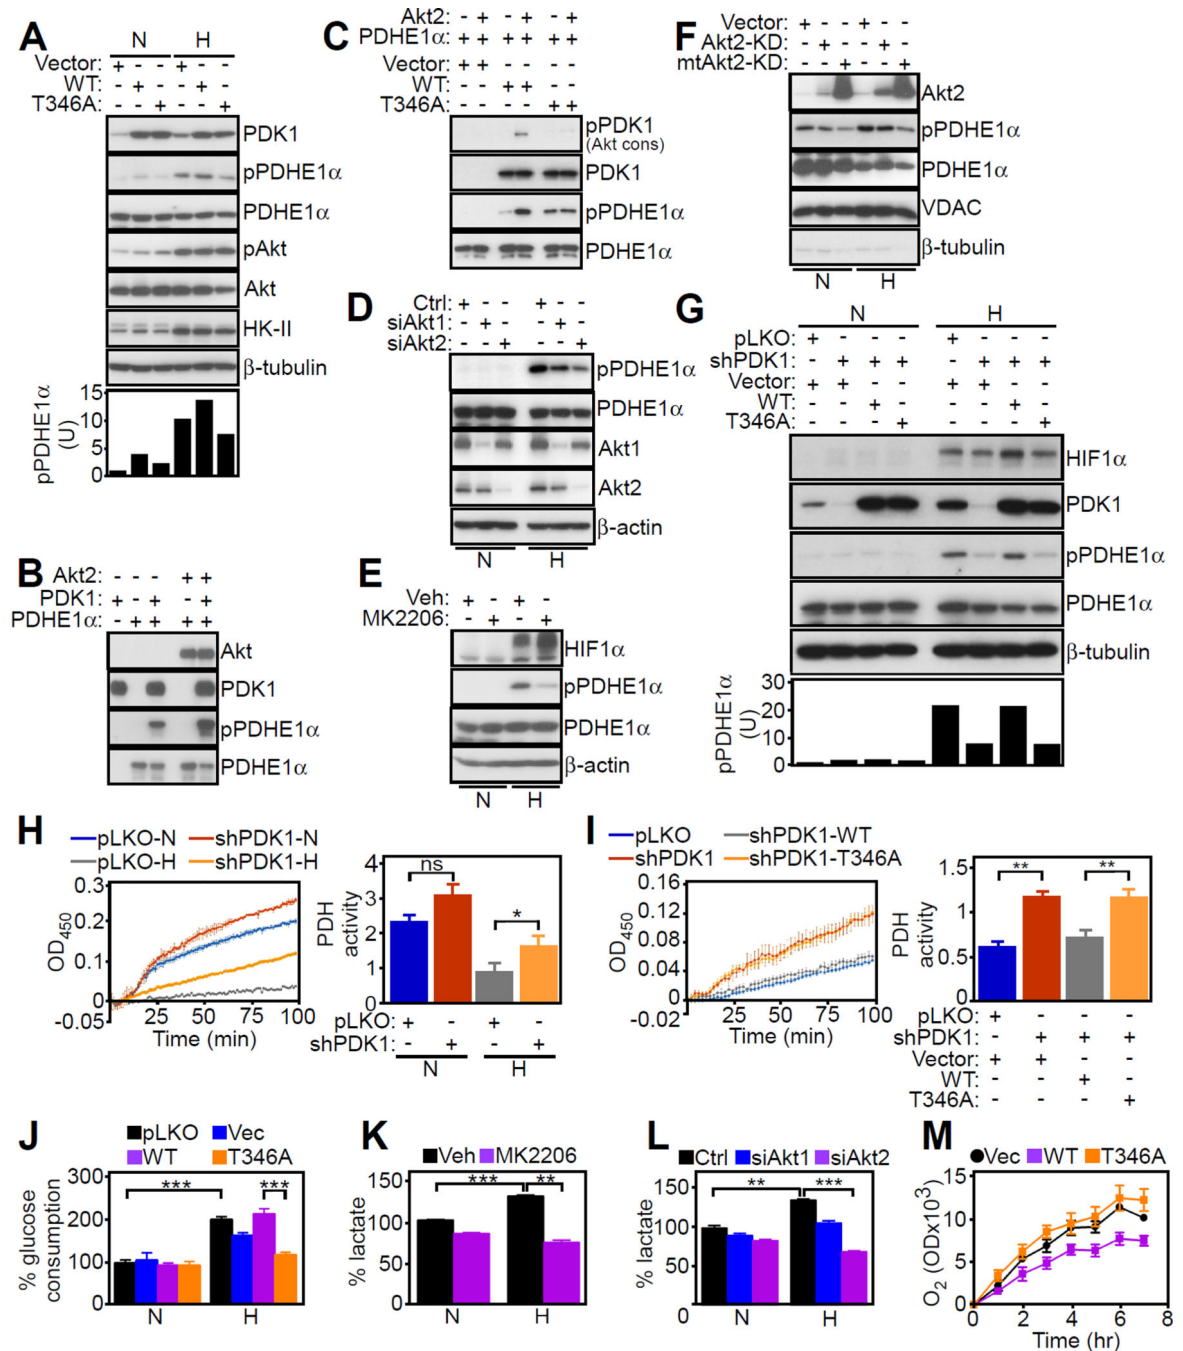 A
N H
Vector: + - - + - -
WT: - + - - + -
T346A: - - + - - +
PDK1
pPDHE1α
PDHE1α
pAkt
Akt
HK-II
β-tubulin
pPDHE1α (U)
15
10
5
0
B
Akt2: - - - + +
PDK1: + - + - +
PDHE1α: - + + + +
Akt
PDK1
pPDHE1α
PDHE1α
C
Akt2: - + - + - +
PDHE1α: + + + + + +
Vector: + + - - - -
WT: - - + + - -
T346A: - - - - + +
pPDK1
(Akt cons)
PDK1
pPDHE1α
PDHE1α
D
Ctrl: + - - + - -
siAkt1: - + - - + -
siAkt2: - - + - - +
pPDHE1α
PDHE1α
Akt1
Akt2
β-actin
N H
E
Veh: + - + -
MK2206: - + - +
HIF1α
pPDHE1α
PDHE1α
β-actin
N H
F
Vector: + - - + - -
Akt2-KD: - + - - + -
mtAkt2-KD: - - + - - +
Akt2
pPDHE1α
PDHE1α
VDAC
β-tubulin
N H
G
N H
pLKO: + - - - + - - -
shPDK1: - + + + - + + +
Vector: + + - - + + - -
WT: - - + - - - + -
T346A: - - - + - - - +
HIF1α
PDK1
pPDHE1α
PDHE1α
β-tubulin
pPDHE1α (U)
30
20
10
0
H
pLKO-N shPDK1-N
pLKO-H shPDK1-H
OD450
0.3
0.2
0.1
0
-0.05
25 50 75 100
Time (min)
PDH activity
4
3
2
1
0
ns
*
pLKO: + - + -
shPDK1: - + - +
N H
I
pLKO shPDK1-WT
shPDK1 shPDK1-T346A
OD450
0.16
0.12
0.08
0.04
0
-0.02
25 50 75 100
Time (min)
PDH activity
1.5
1
0.5
0
** **
pLKO: + - - -
shPDK1: - + + +
Vector: + + - -
WT: - - + -
T346A: - - - +
J
pLKO Vec
WT T346A
% glucose consumption
300
200
100
0
*** ***
N H
K
Veh MK2206
% lactate
150
100
50
0
*** **
N H
L
Ctrl siAkt1 siAkt2
% lactate
150
100
50
0
** ***
N H
M
Vec WT T346A
O2 (ODx103)
15
10
5
0
0 2 4 6 8
Time (hr)